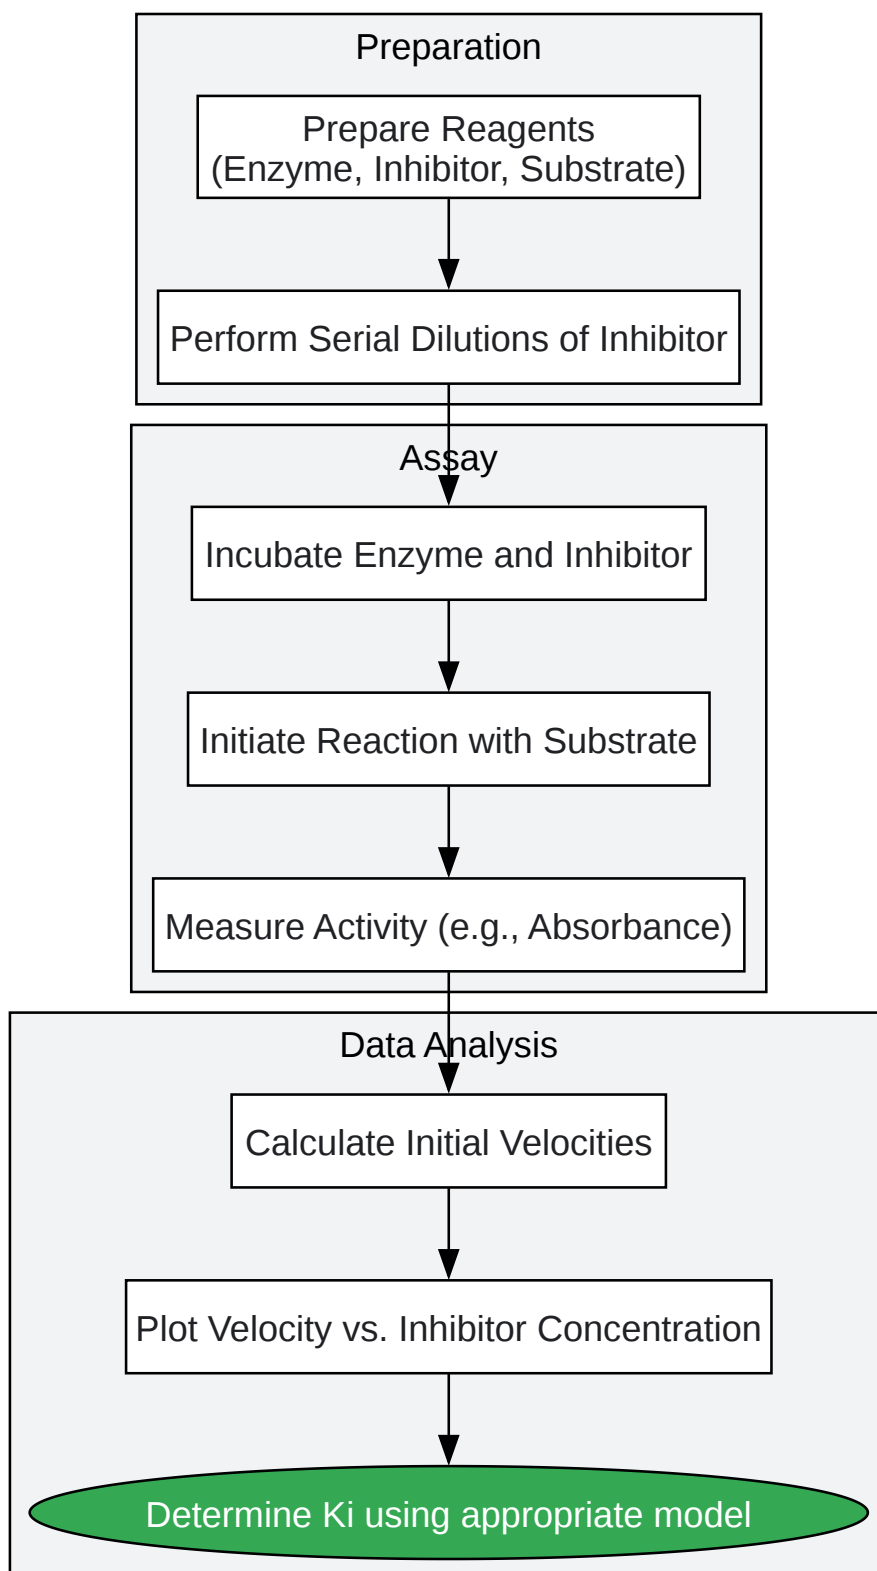 Preparation
Prepare Reagents
(Enzyme, Inhibitor, Substrate)
Perform Serial Dilutions of Inhibitor
Assay
Incubate Enzyme and Inhibitor
Initiate Reaction with Substrate
Measure Activity (e.g., Absorbance)
Data Analysis
Calculate Initial Velocities
Plot Velocity vs. Inhibitor Concentration
Determine Ki using appropriate model